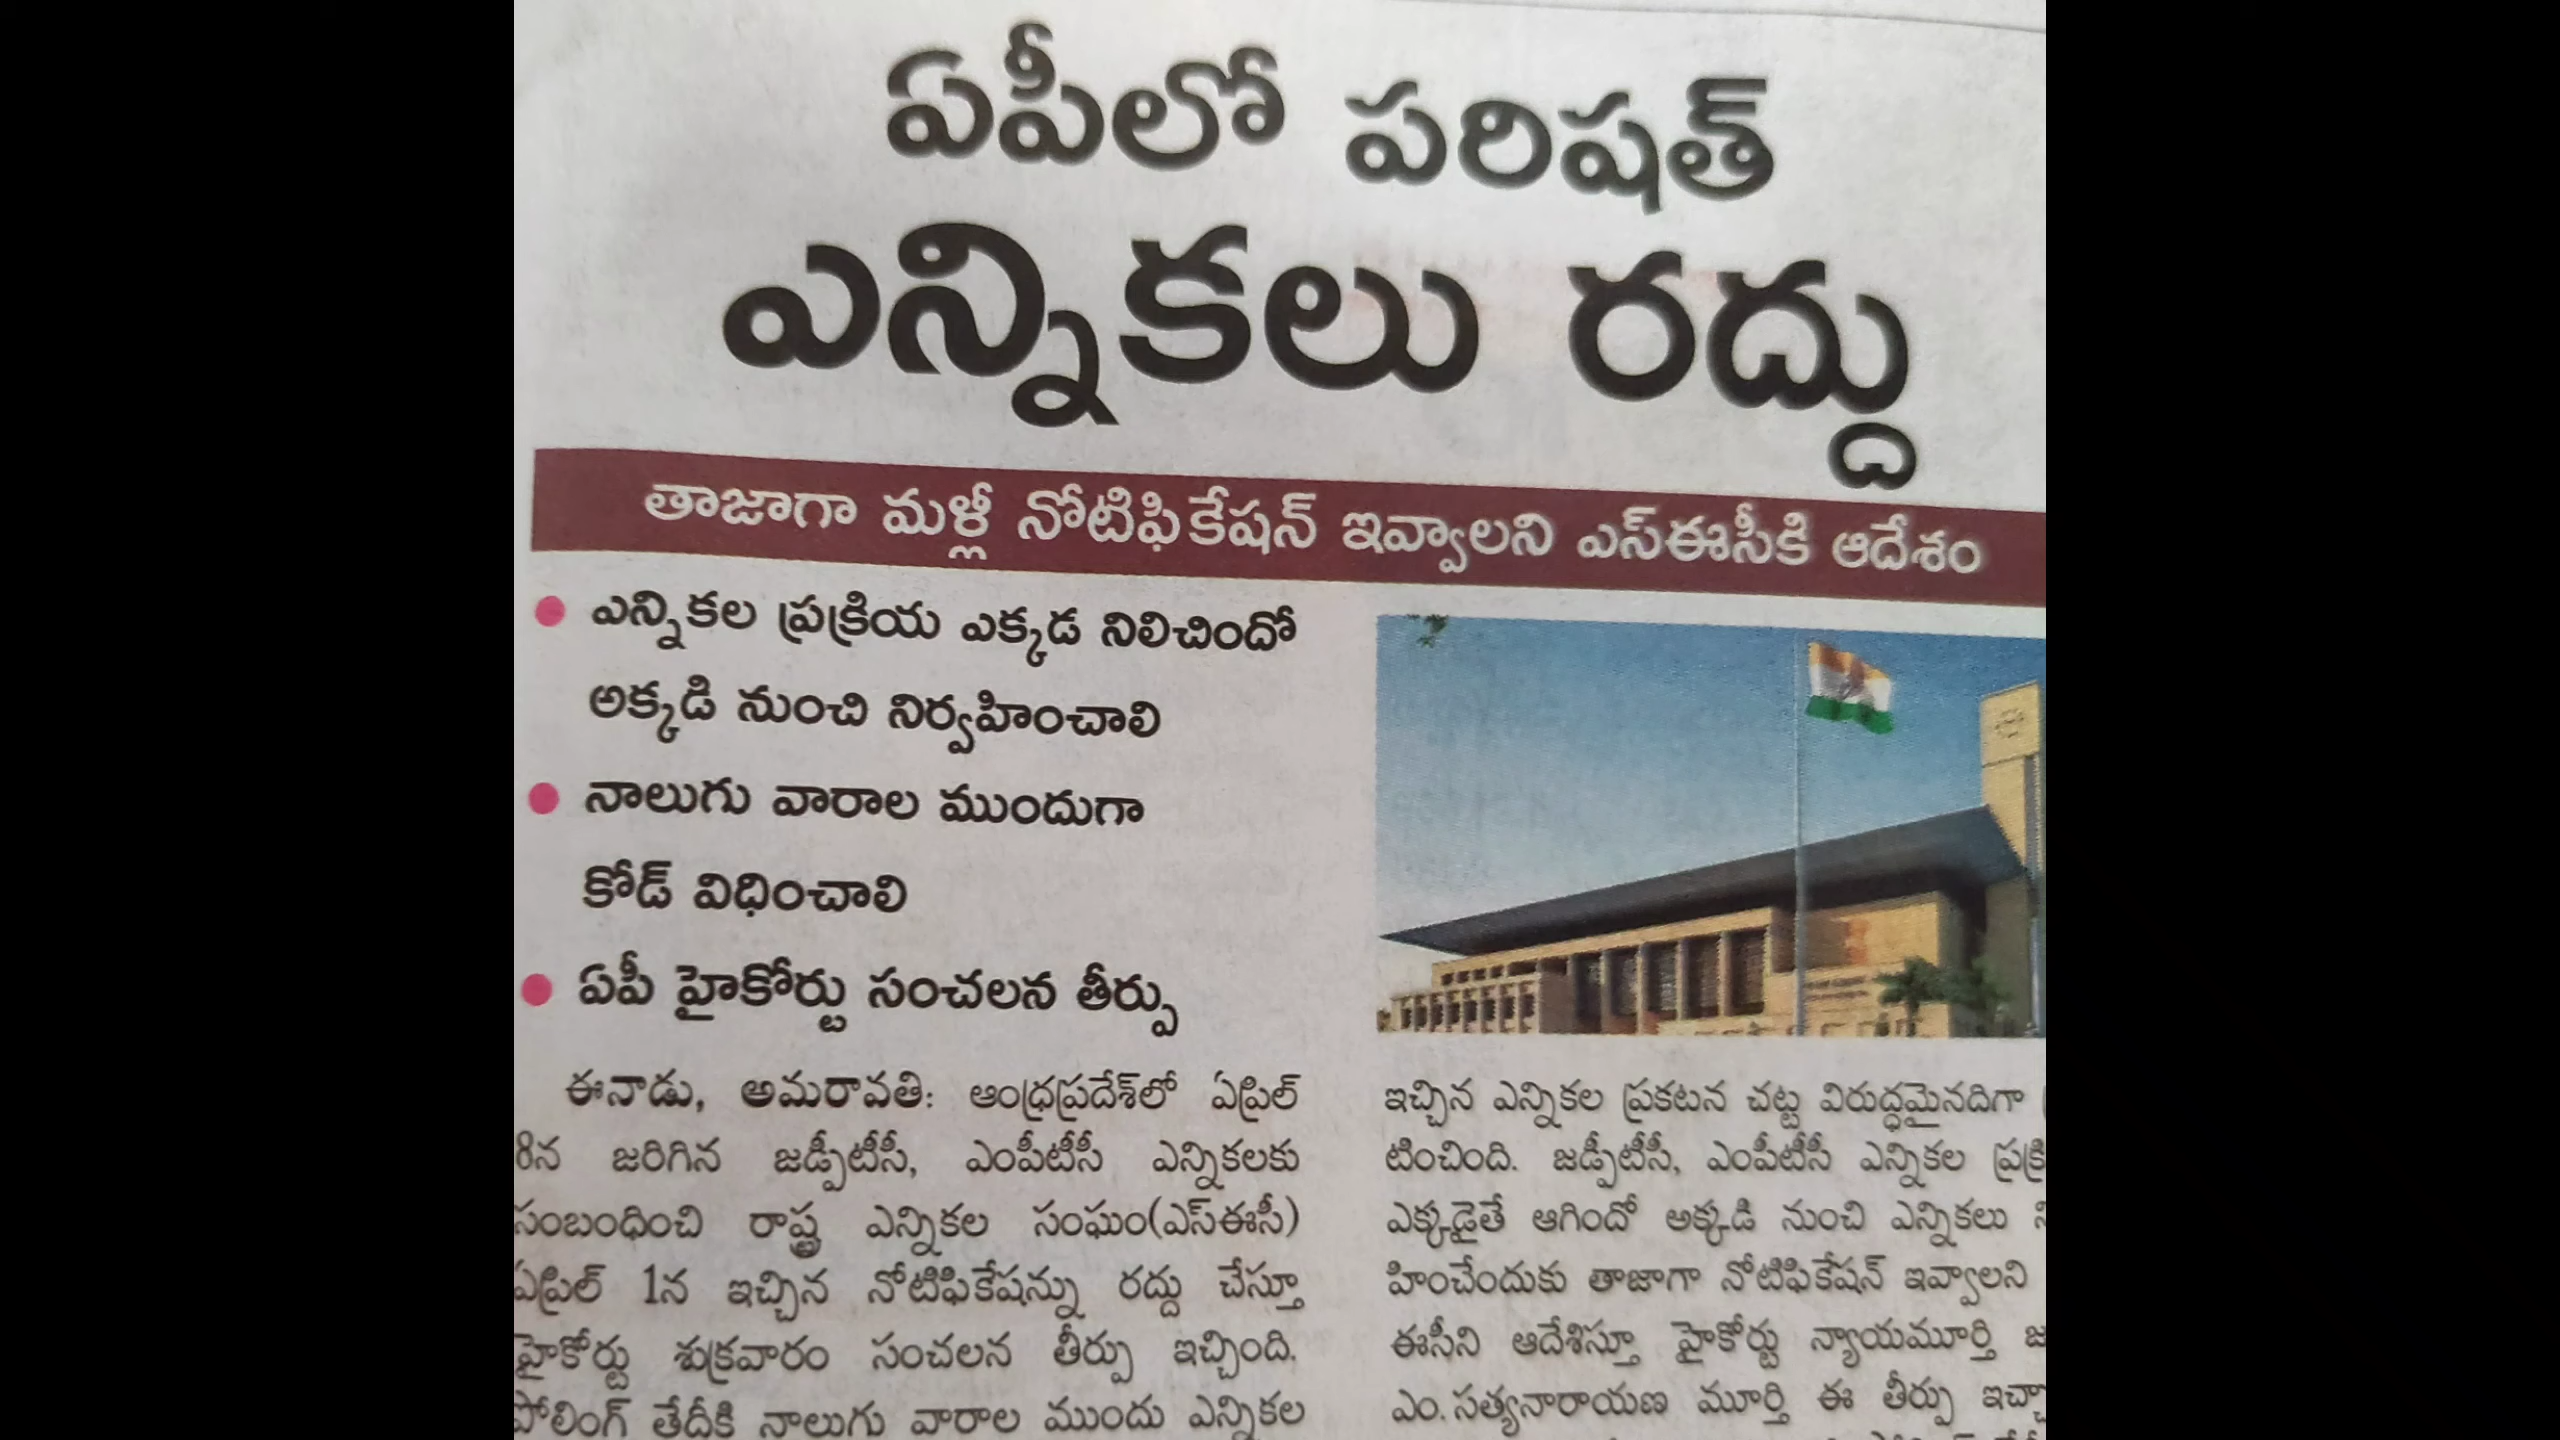 ఏపీలో పరిషత్
ఎన్నికలు రద్దు
తాజాగా మళ్లీ నోటిఫికేషన్ ఇవ్వాలని ఎస్ఈసీకి ఆదేశం
● ఎన్నికల ప్రక్రియ ఎక్కడ నిలిచిందో
అక్కడి నుంచి నిర్వహించాలి
● నాలుగు వారాల ముందుగా
కోడ్ విధించాలి
● ఏపీ హైకోర్టు సంచలన తీర్పు
ఈనాడు, అమరావతి: ఆంధ్రప్రదేశ్‌లో ఏప్రిల్
8న జరిగిన జడ్పీటీసీ, ఎంపీటీసీ ఎన్నికలకు
సంబంధించి రాష్ట్ర ఎన్నికల సంఘం(ఎస్ఈసీ)
ఏప్రిల్ 1న ఇచ్చిన నోటిఫికేషన్ను రద్దు చేస్తూ
హైకోర్టు శుక్రవారం సంచలన తీర్పు ఇచ్చింది.
పోలింగ్ తేదీకి నాలుగు వారాల ముందు ఎన్నికల
ఇచ్చిన ఎన్నికల ప్రకటన చట్ట విరుద్ధమైనదిగా
టించింది. జడ్పీటీసీ, ఎంపీటీసీ ఎన్నికల
ఎక్కడైతే ఆగిందో అక్కడి నుంచి ఎన్నికలు
హించేందుకు తాజాగా నోటిఫికేషన్ ఇవ్వాలని
ఈసీని ఆదేశిస్తూ హైకోర్టు న్యాయమూర్తి
ఎం.సత్యనారాయణ మూర్తి ఈ తీర్పు